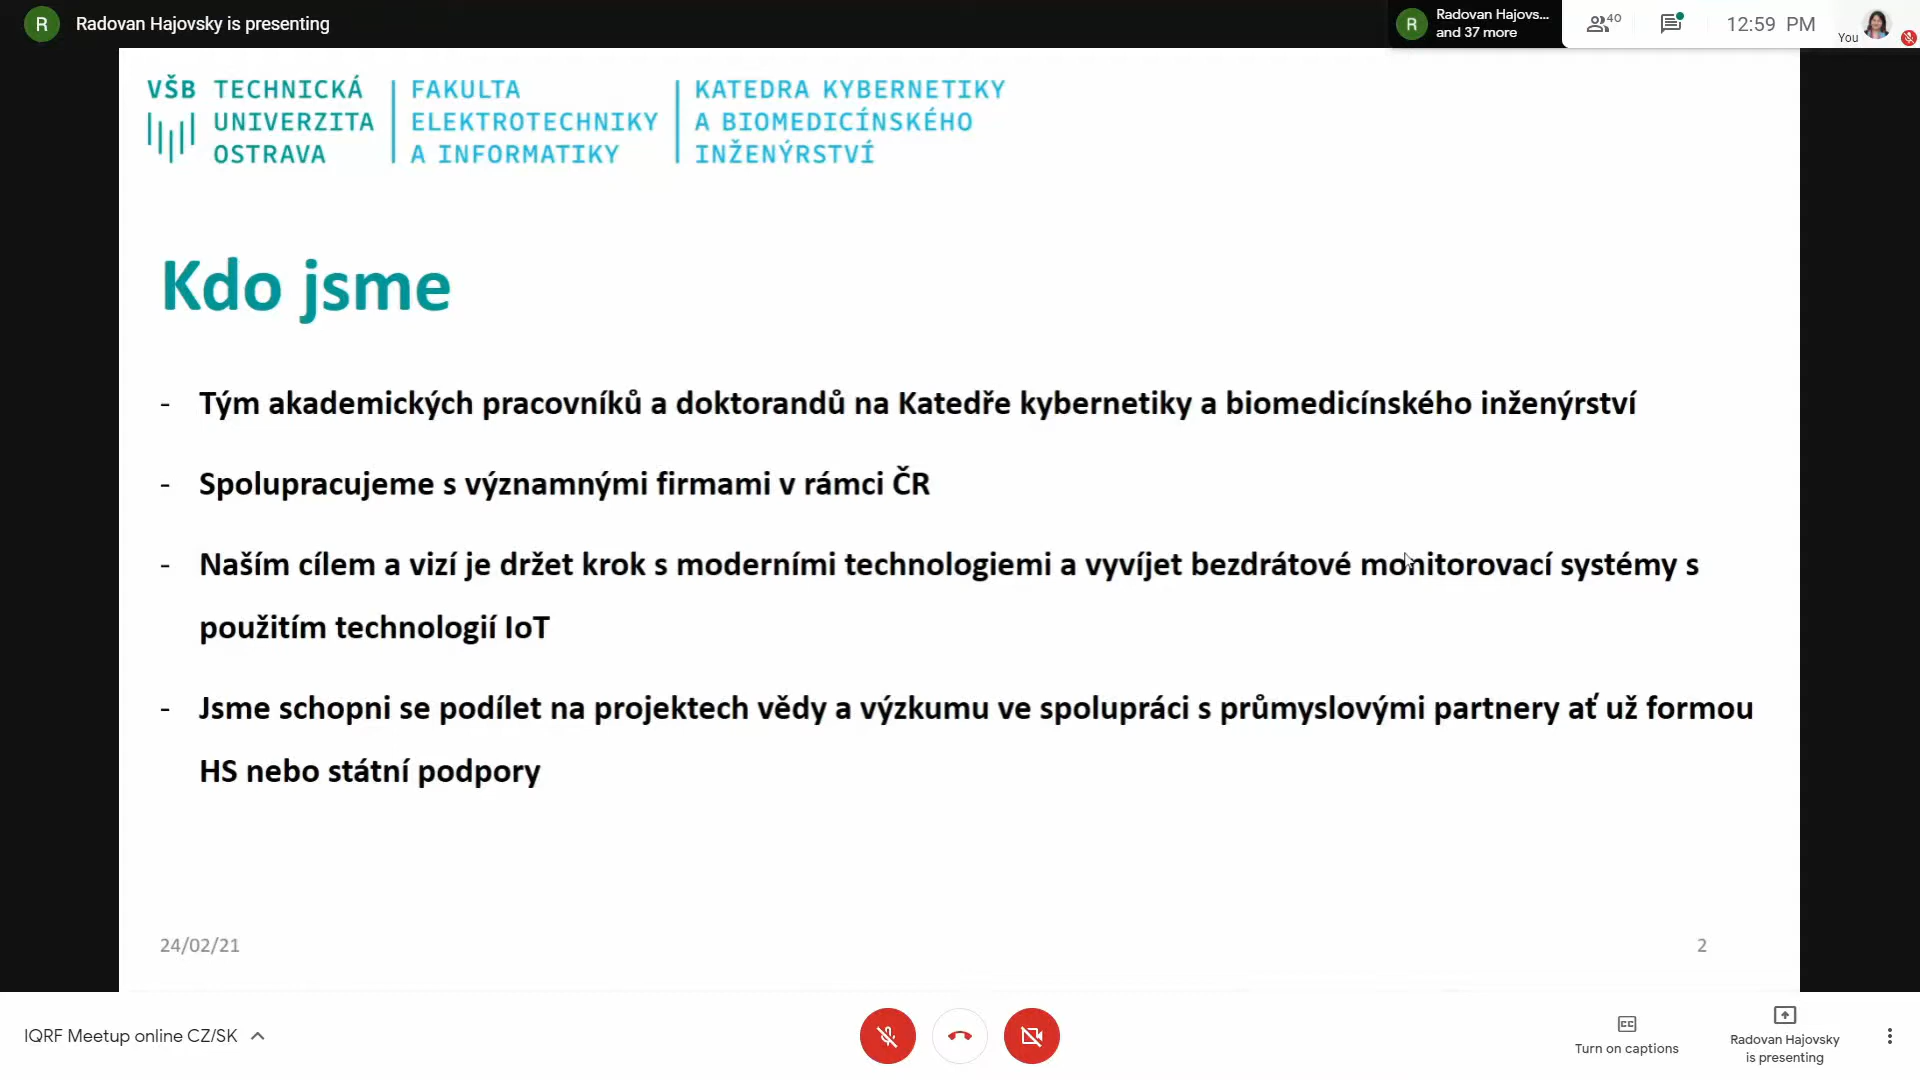 R Radovan Hajovsky is presenting
R Radovan Hajovs...
and 37 more
40
12:59 PM
You
VŠB TECHNICKÁ
UNIVERZITA
OSTRAVA
FAKULTA
ELEKTROTECHNIKY
A INFORMATIKY
KATEDRA KYBERNETIKY
A BIOMEDICÍNSKÉHO
INŽENÝRSTVÍ
Kdo jsme
- Tým akademických pracovníků a doktorandů na Katedře kybernetiky a biomedicínského inženýrství
- Spolupracujeme s významnými firmami v rámci ČR
- Naším cílem a vizí je držet krok s moderními technologiemi a vyvíjet bezdrátové monitorovací systémy s
použitím technologií IoT
- Jsme schopni se podílet na projektech vědy a výzkumu ve spolupráci s průmyslovými partnery ať už formou
HS nebo státní podpory
24/02/21
2
IQRF Meetup online CZ/SK
CC
Turn on captions
Radovan Hajovsky
is presenting